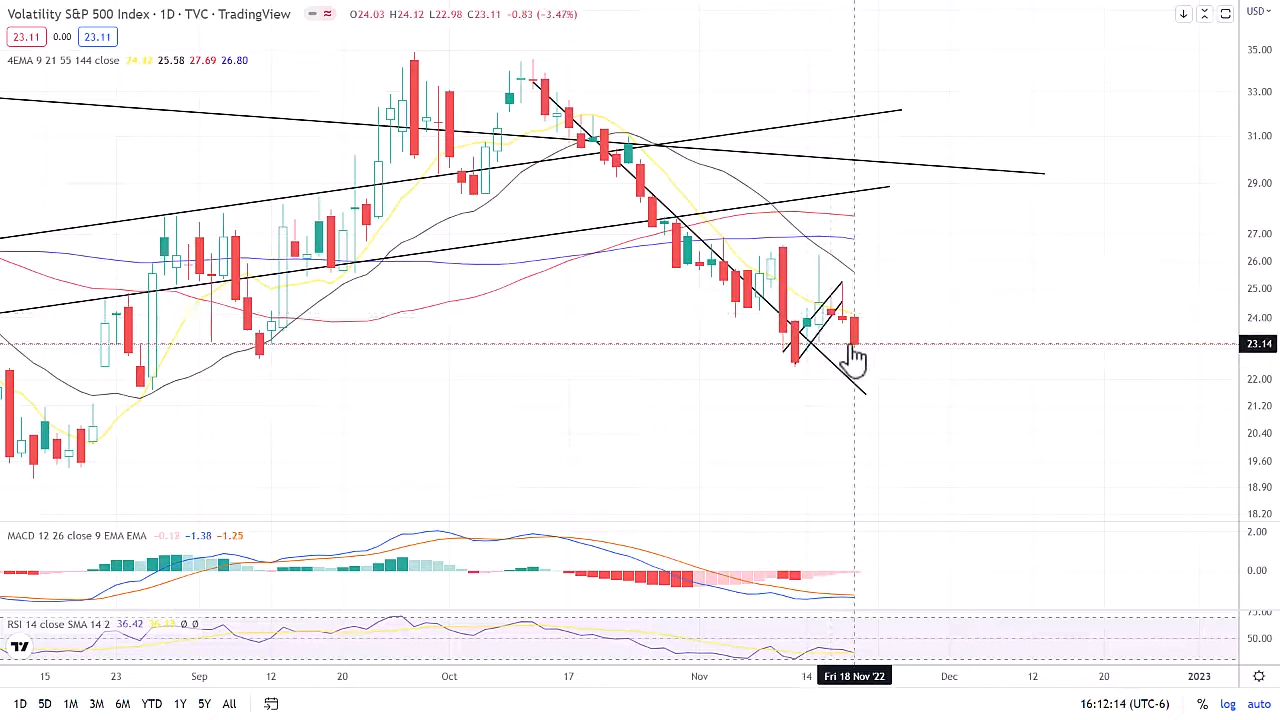 Volatility S&P 500 Index · 1D · TVC · TradingView O24.03 H24.12 L22.98 C23.11 -0.83 (-3.47%)
USD
23.11 0.00 23.11
4EMA 9 21 55 144 close 24.12 25.58 27.69 26.80
35.00
33.00
31.00
29.00
27.00
26.00
25.00
24.00
23.14
22.00
21.20
20.40
19.60
18.90
18.20
MACD 12 26 close 9 EMA EMA -0.12 -1.38 -1.25
2.00
0.00
75.00
RSI 14 close SMA 14 2 36.42 Ø Ø
50.00
15 23 Sep 12 20 Oct 17 Nov 14 Fri 18 Nov '22 Dec 12 20 2023
1D 5D 1M 3M 6M YTD 1Y 5Y All 16:12:14 (UTC-6) % log auto